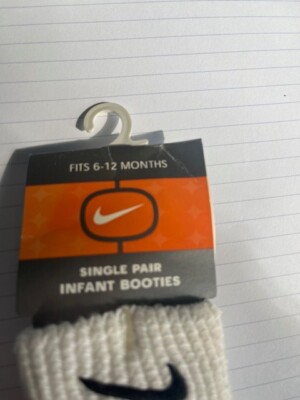 FITS 6-12 MONTHS
SINGLE PAIR
INFANT BOOTIES